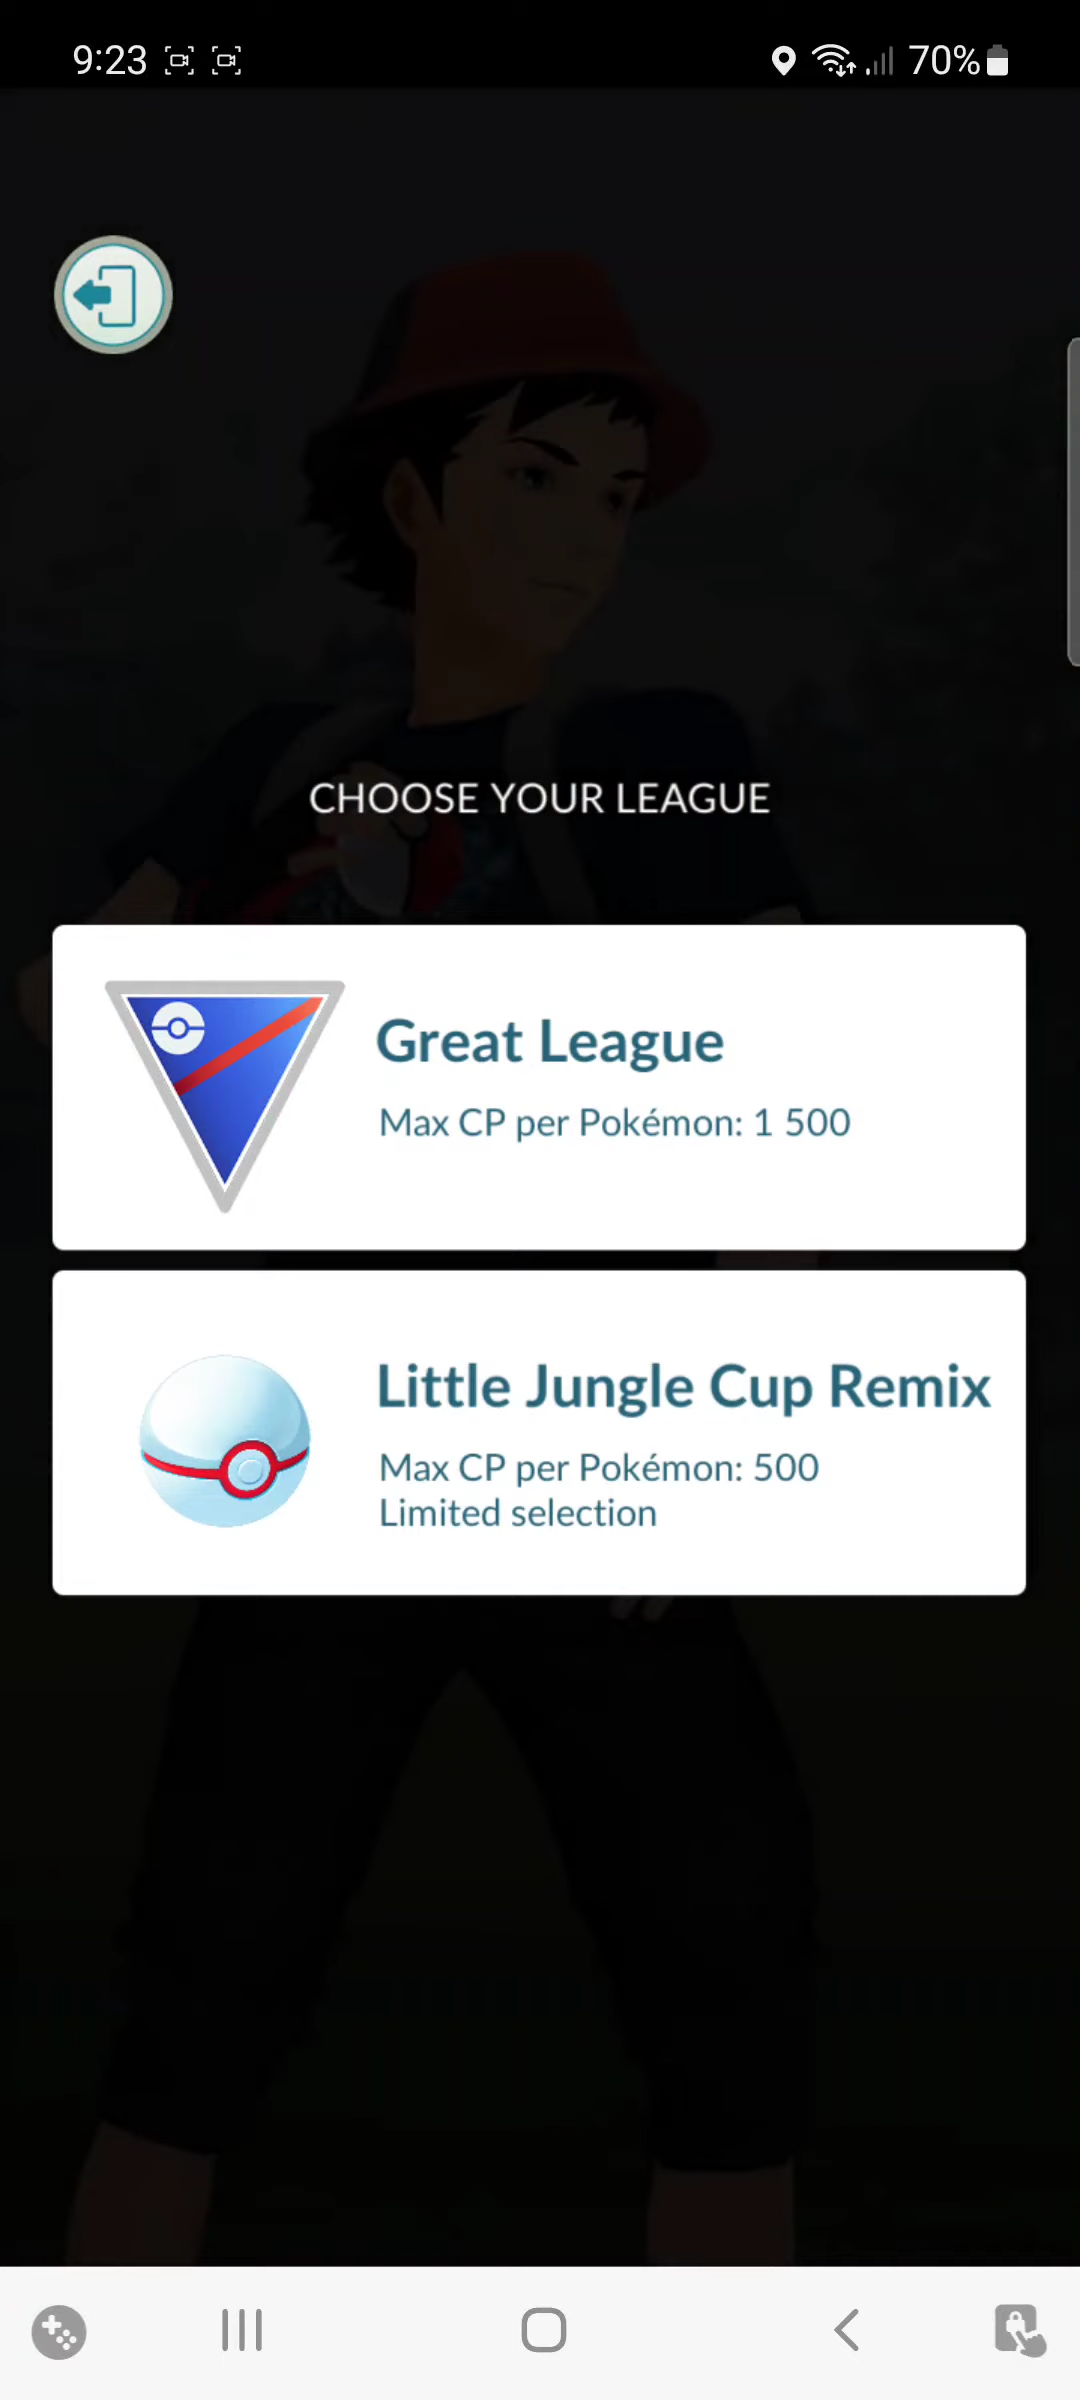 9:23
70%
CHOOSE YOUR LEAGUE
Great League
Max CP per Pokémon: 1 500
Little Jungle Cup Remix
Max CP per Pokémon: 500
Limited selection